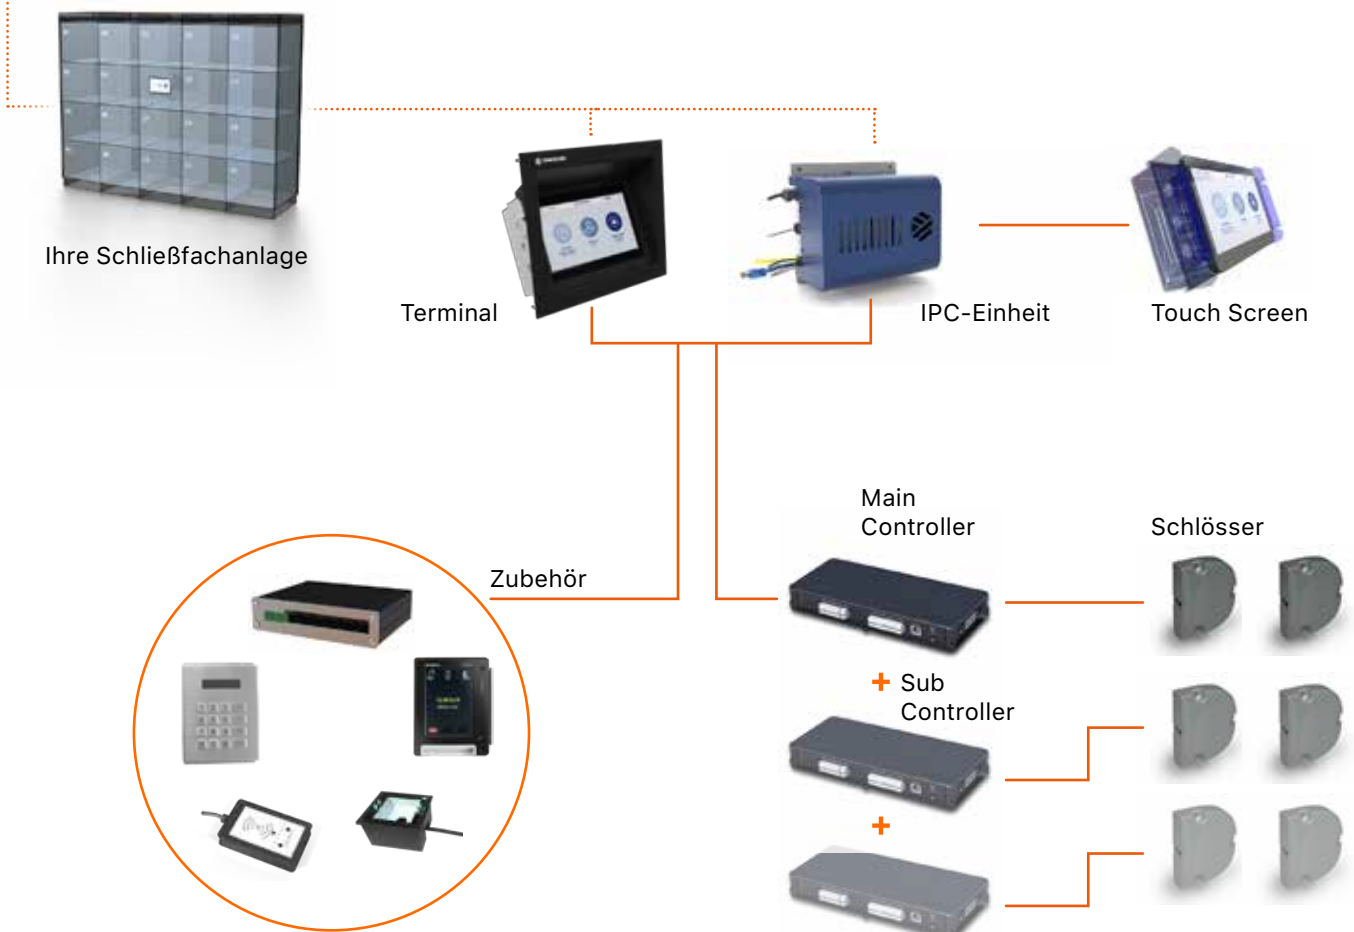 Ihre Schließfachanlage
Terminal
IPC-Einheit
Touch Screen
Zubehör
Main
Controller
Schlösser
+ Sub
Controller
+